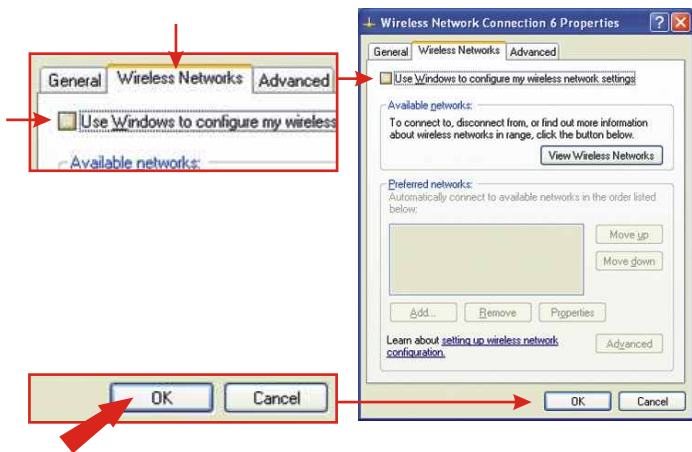 General Wireless Networks Advanced
Use Windows to configure my wireless
Available networks:
OK Cancel
Wireless Network Connection 6 Properties
General Wireless Networks Advanced
Use Windows to configure my wireless network settings
Available networks:
To connect to, disconnect from, or find out more information
about wireless networks in range, click the button below.
View Wireless Networks
Preferred networks:
Automatically connect to available networks in the order listed
below:
Move up
Move down
Add... Remove Properties
Learn about setting up wireless network
configuration.
Advanced
OK Cancel